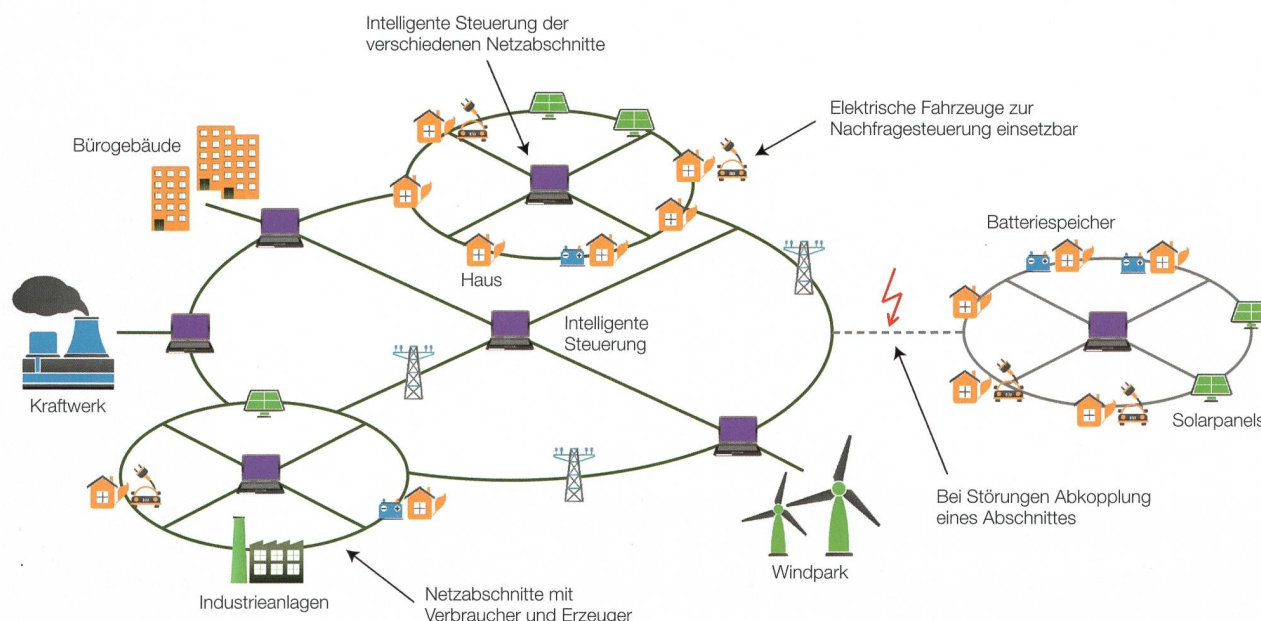 Intelligente Steuerung der
verschiedenen Netzabschnitte
Elektrische Fahrzeuge zur
Nachfragesteuerung einsetzbar
Bürogebäude
Batteriespeicher
Haus
Intelligente
Steuerung
Kraftwerk
Solarpanels
Bei Störungen Abkopplung
eines Abschnittes
Windpark
Industrieanlagen
Netzabschnitte mit
Verbraucher und Erzeuger